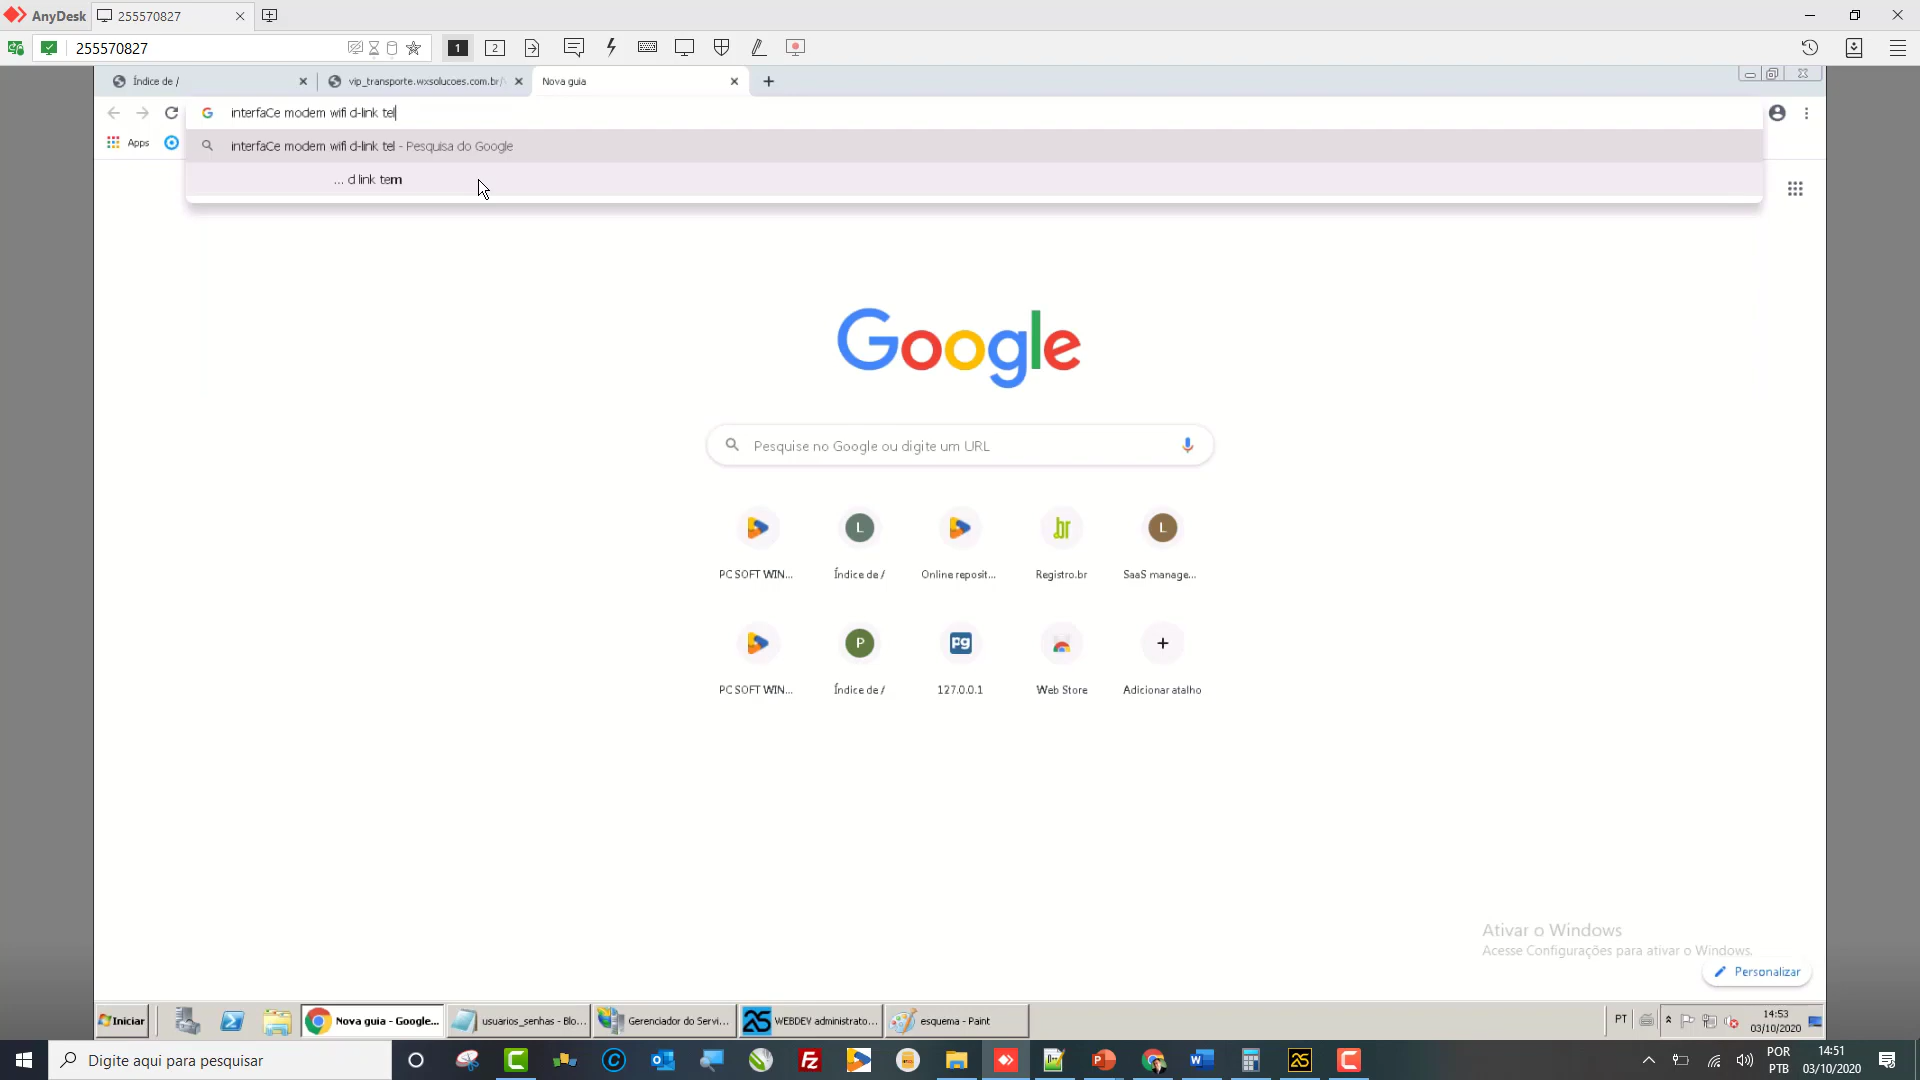 AnyDesk
255570827
255570827
1
2
Índice de /
vip_transporte.wxsolucoes.com.br/
Nova guia
interfaCe modem wifi d-link tel
interfaCe modem wifi d-link tel - Pesquisa do Google
Apps
... d link tem
Google
Pesquise no Google ou digite um URL
L
.br
L
PC SOFT WIN...
Índice de /
Online reposit...
Registro.br
SaaS manage...
P
Pg
PC SOFT WIN...
Índice de /
127.0.0.1
Web Store
Adicionar atalho
Ativar o Windows
Acesse Configurações para ativar o Windows.
Personalizar
Iniciar
Nova guia - Google...
usuarios_senhas - Blo...
Gerenciador do Servi...
25
WEBDEV administrato...
esquema - Paint
PT
14:53
03/10/2020
Digite aqui para pesquisar
POR
PTB
14:51
03/10/2020